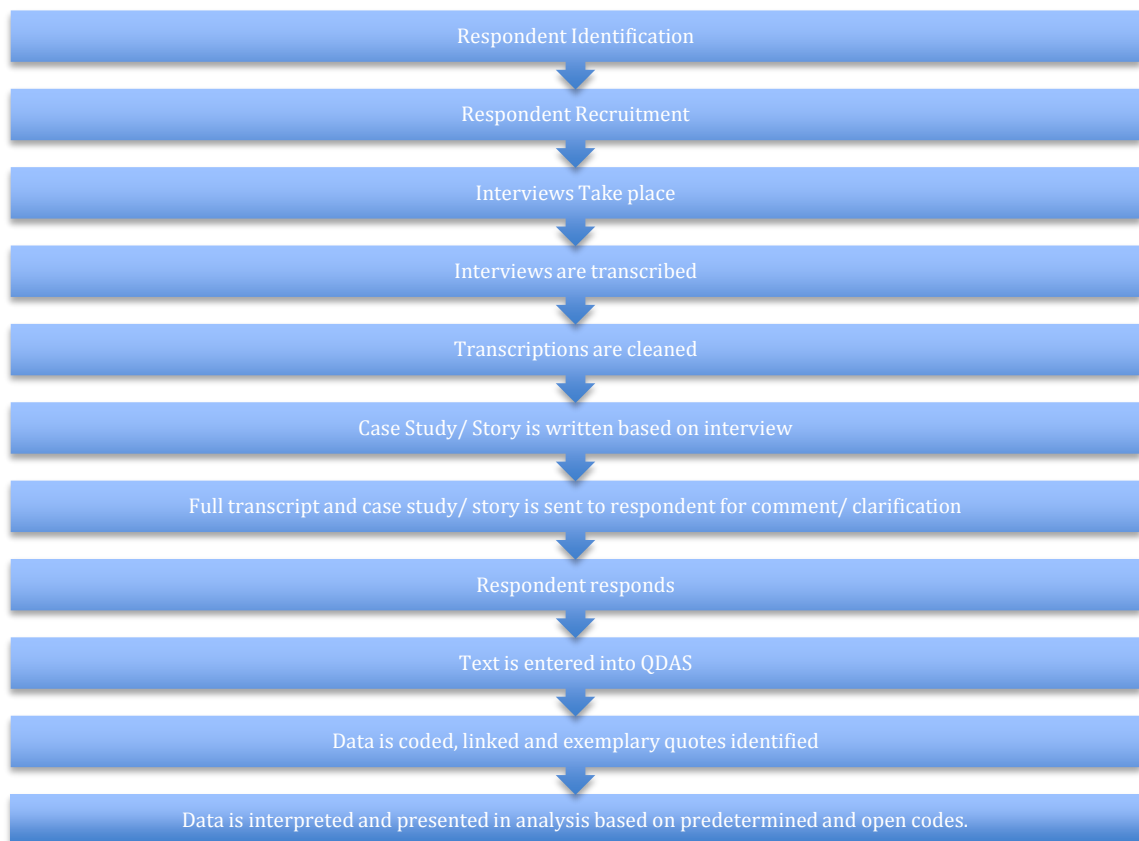 Respondent Identification
Respondent Recruitment
Interviews Take place
Interviews are transcribed
Transcriptions are cleaned
Case Study/ Story is written based on interview
Full transcript and case study/ story is sent to respondent for comment/ clarification
Respondent responds
Text is entered into QDAS
Data is coded, linked and exemplary quotes identified
Data is interpreted and presented in analysis based on predetermined and open codes.